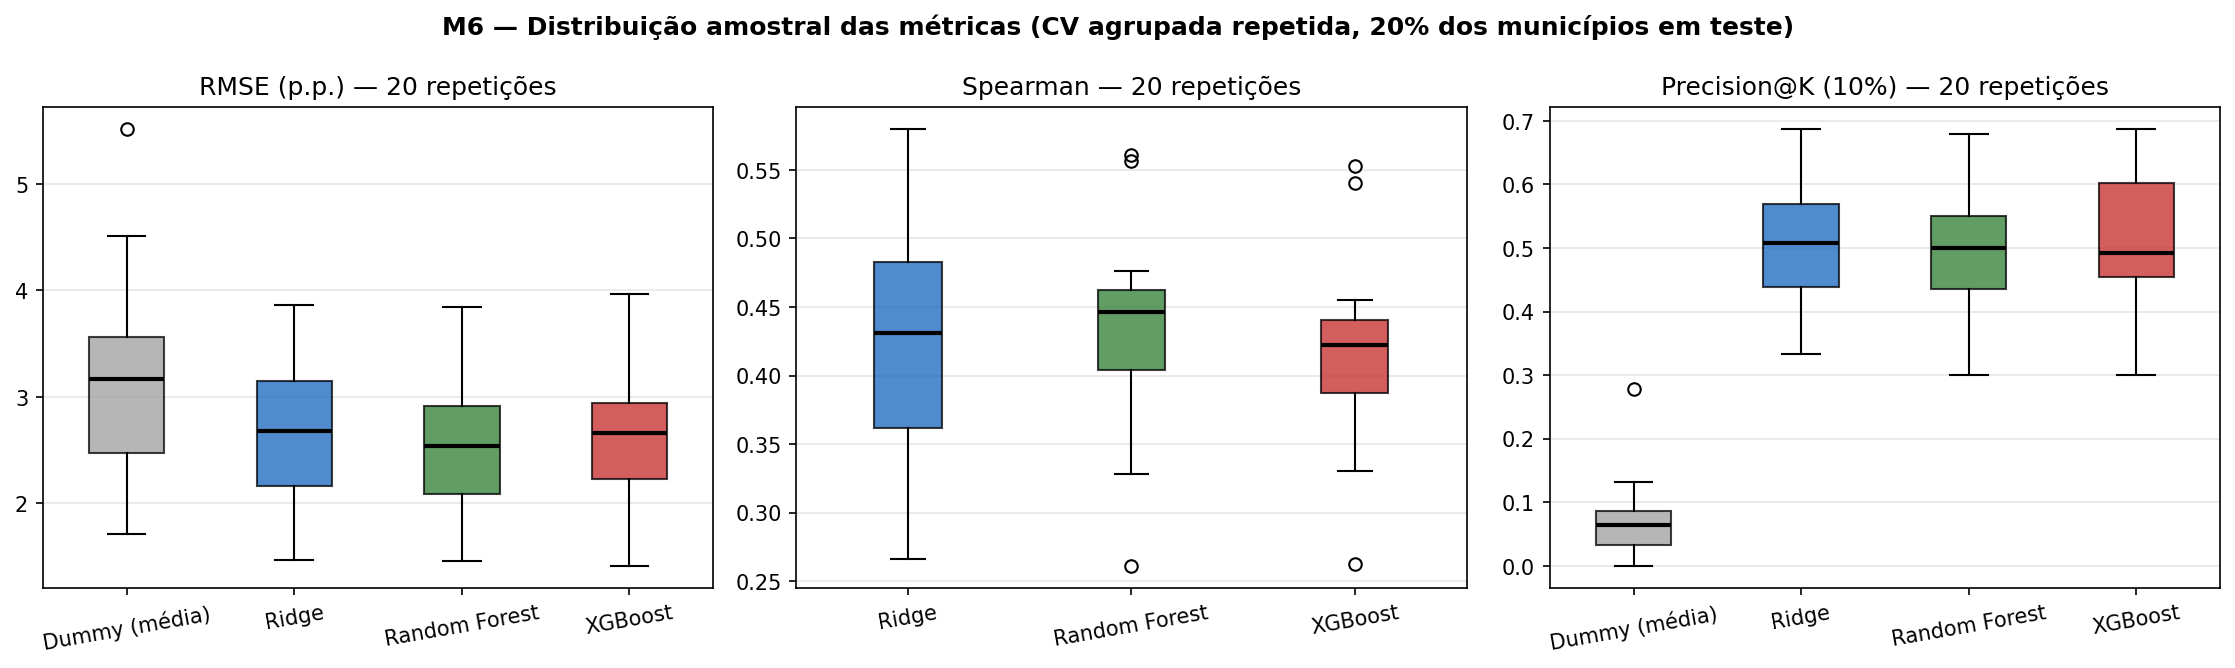 M6 — Distribuição amostral das métricas (CV agrupada repetida, 20% dos municípios em teste)
RMSE (p.p.) — 20 repetições
5
4
3
2
Dummy (média)
Ridge
Random Forest
XGBoost
Spearman — 20 repetições
0.55
0.50
0.45
0.40
0.35
0.30
0.25
Ridge
Random Forest
XGBoost
Precision@K (10%) — 20 repetições
0.7
0.6
0.5
0.4
0.3
0.2
0.1
0.0
Dummy (média)
Ridge
Random Forest
XGBoost